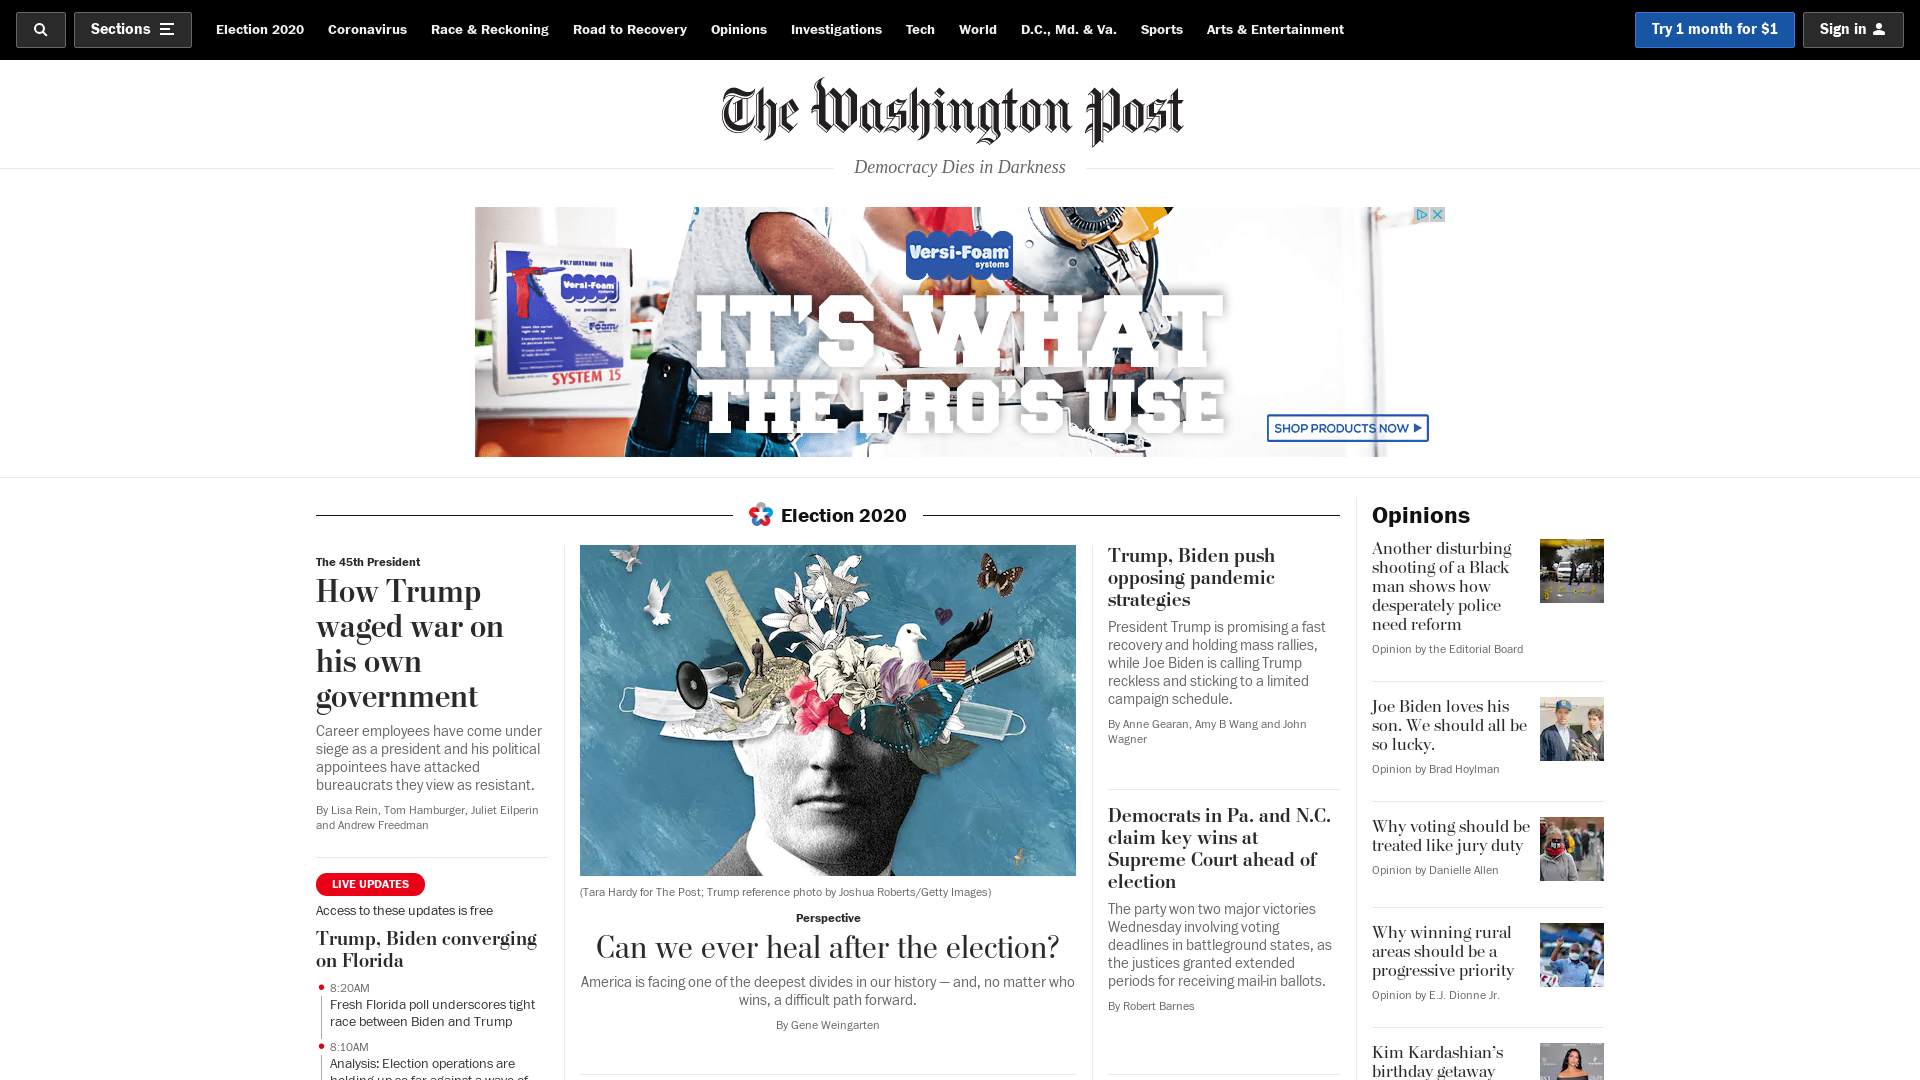 Sections
Election 2020
Coronavirus
Race & Reckoning
Road to Recovery
Opinions
Investigations
Tech
World
D.C., Md. & Va.
Sports
Arts & Entertainment
Try 1 month for $1
Sign in
The Washington Post
Democracy Dies in Darkness
POLYURETHANE FOAM
Versi-Foam
Foam
SYSTEM 15
Versi-Foam
systems
IT'S WHAT
THE PRO'S USE
SHOP PRODUCTS NOW
Election 2020
The 45th President
How Trump
waged war on
his own
government
Career employees have come under
siege as a president and his political
appointees have attacked
bureaucrats they view as resistant.
By Lisa Rein, Tom Hamburger, Juliet Eilperin
and Andrew Freedman
LIVE UPDATES
Access to these updates is free
Trump, Biden converging
on Florida
8:20AM
Fresh Florida poll underscores tight
race between Biden and Trump
8:10AM
Analysis: Election operations are
holding up so far against a wave of
(Tara Hardy for The Post; Trump reference photo by Joshua Roberts/Getty Images)
Perspective
Can we ever heal after the election?
America is facing one of the deepest divides in our history — and, no matter who
wins, a difficult path forward.
By Gene Weingarten
Trump, Biden push
opposing pandemic
strategies
President Trump is promising a fast
recovery and holding mass rallies,
while Joe Biden is calling Trump
reckless and sticking to a limited
campaign schedule.
By Anne Gearan, Amy B Wang and John
Wagner
Democrats in Pa. and N.C.
claim key wins at
Supreme Court ahead of
election
The party won two major victories
Wednesday involving voting
deadlines in battleground states, as
the justices granted extended
periods for receiving mail-in ballots.
By Robert Barnes
Opinions
Another disturbing
shooting of a Black
man shows how
desperately police
need reform
Opinion by the Editorial Board
Joe Biden loves his
son. We should all be
so lucky.
Opinion by Brad Hoylman
Why voting should be
treated like jury duty
Opinion by Danielle Allen
Why winning rural
areas should be a
progressive priority
Opinion by E.J. Dionne Jr.
Kim Kardashian's
birthday getaway